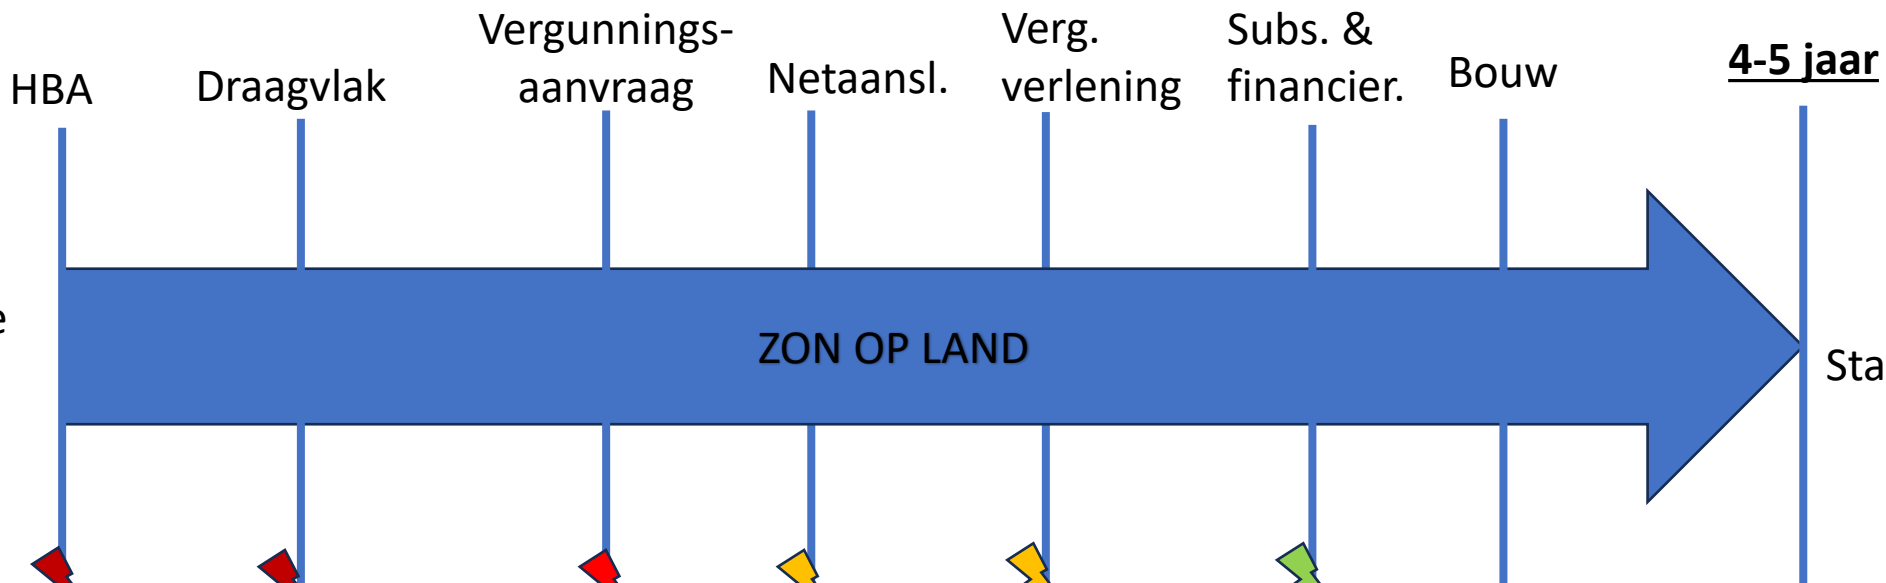 HBA
Draagvlak
Vergunnings-
aanvraag
Netaansl.
Verg.
verlening
Subs. &
financier.
Bouw
4-5 jaar
e
ZON OP LAND
Sta